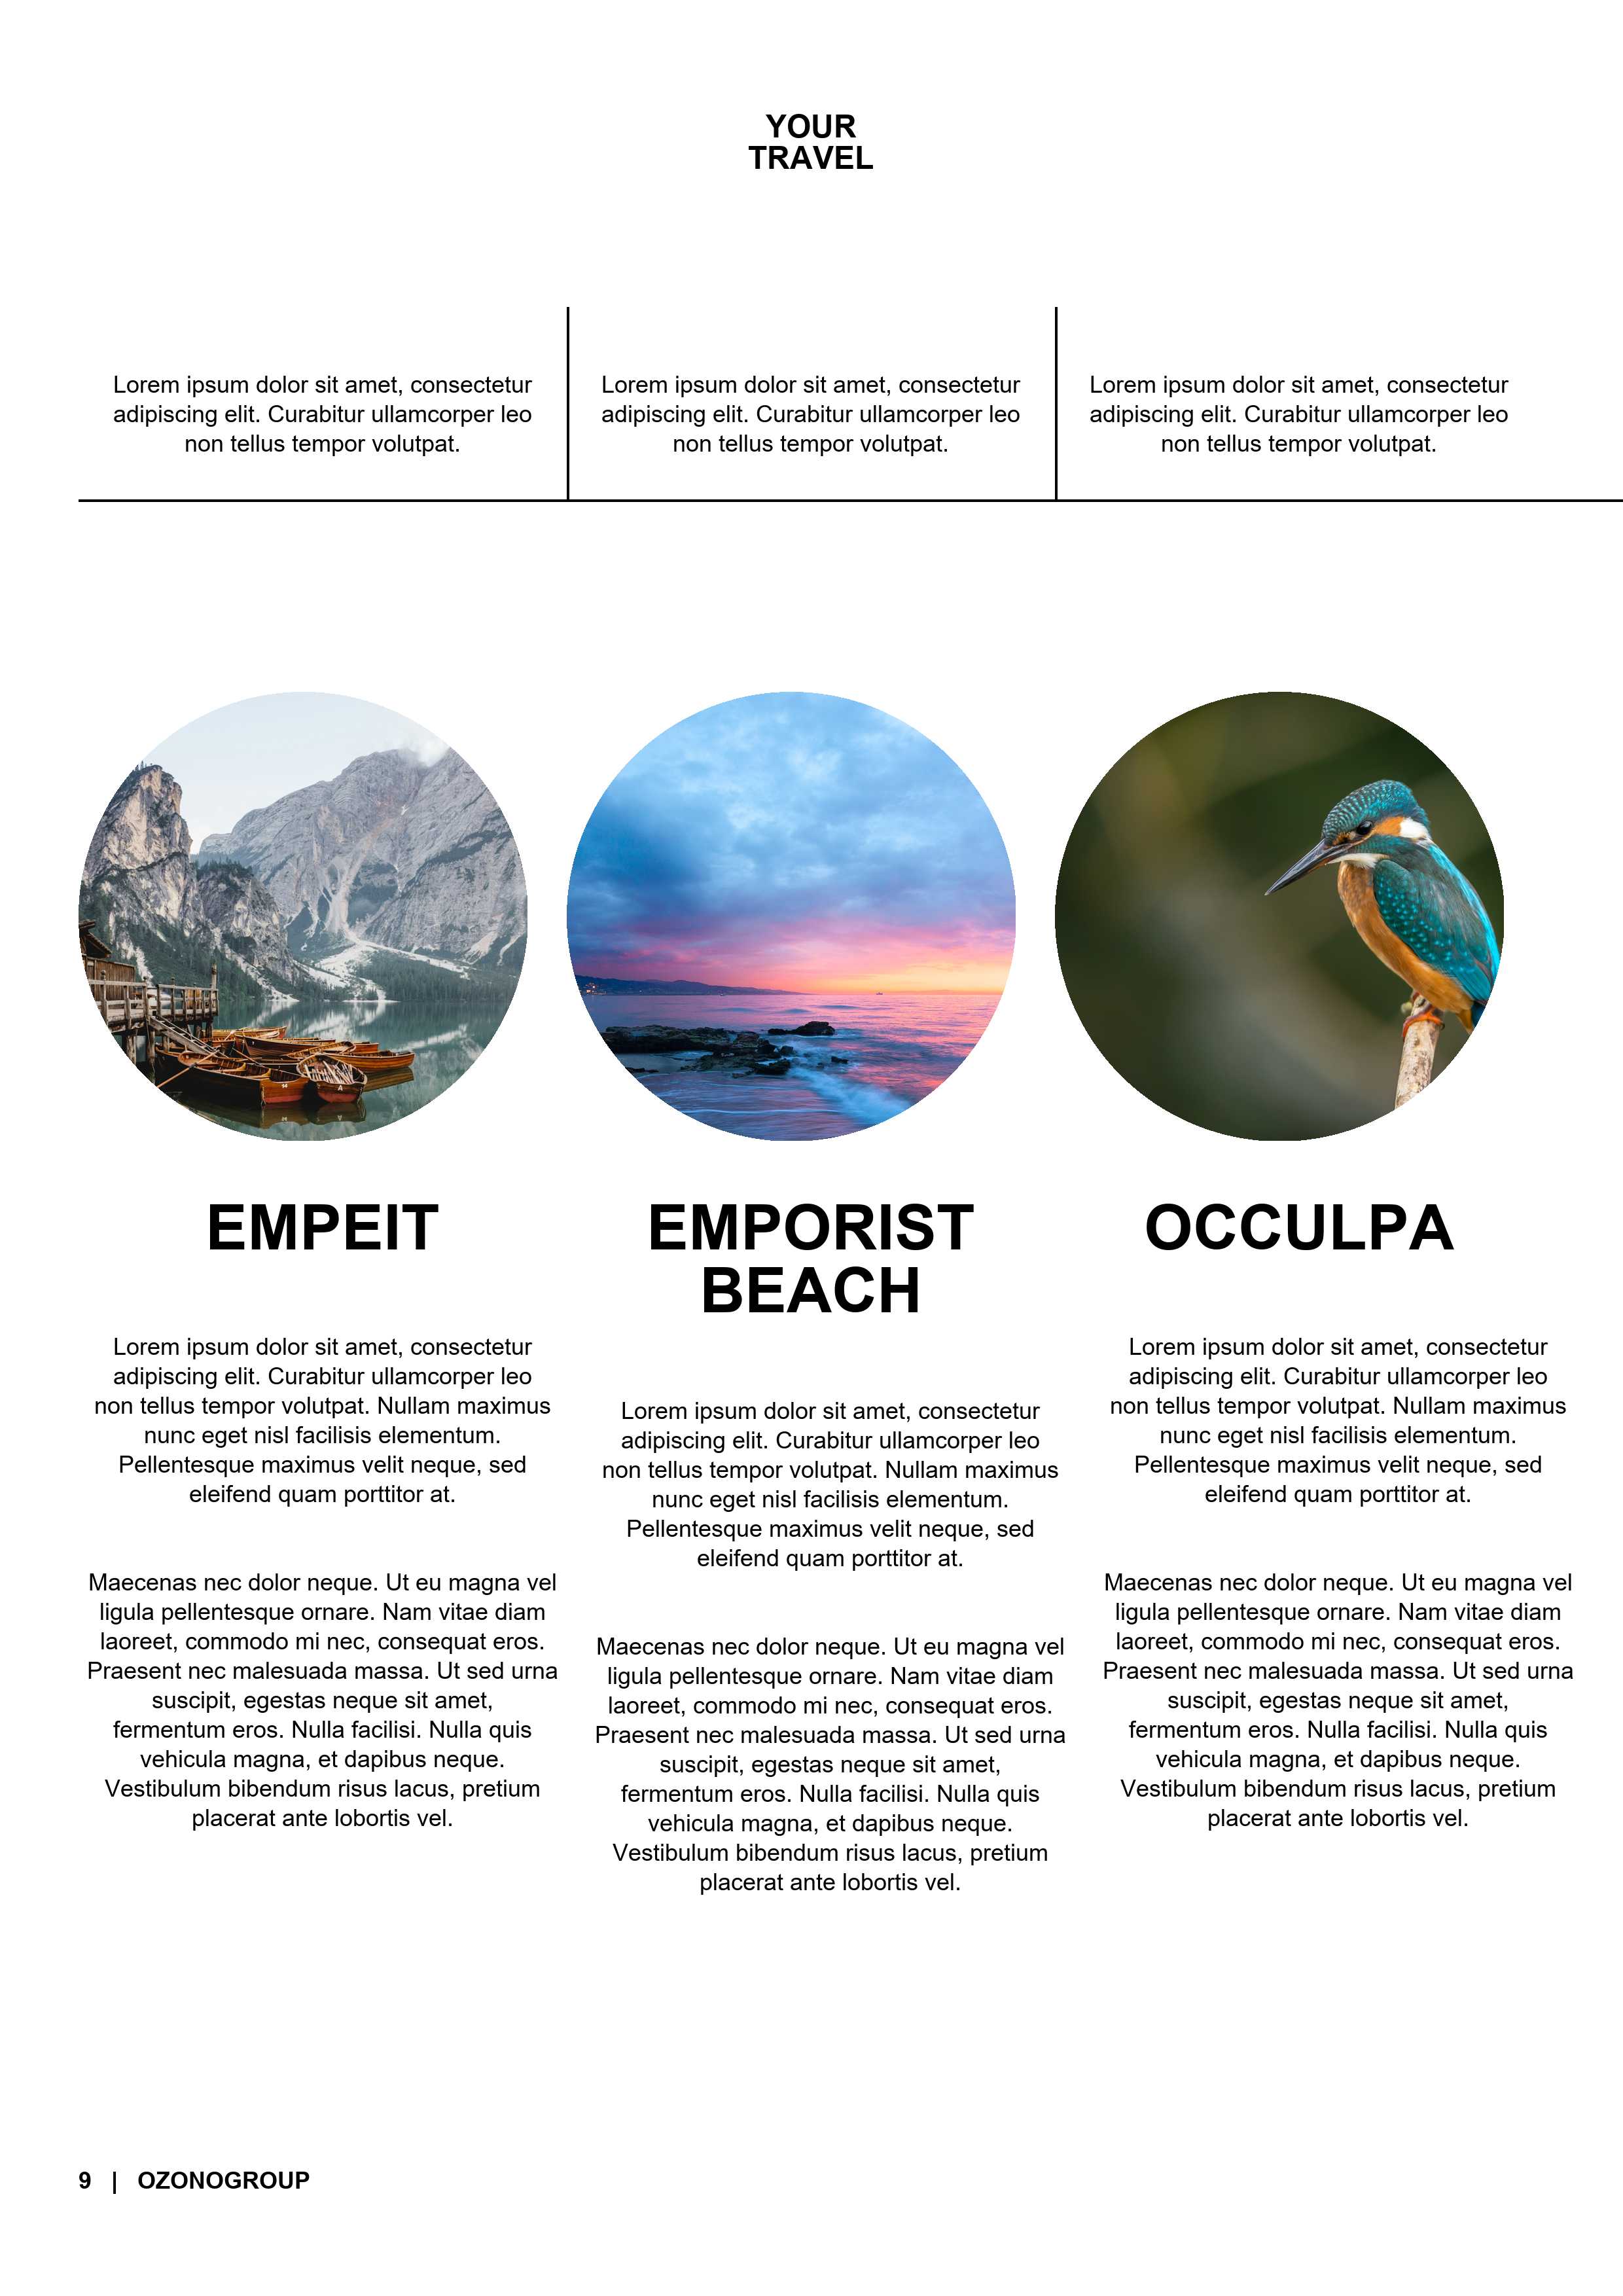 YOUR
TRAVEL
Lorem ipsum dolor sit amet, consectetur
adipiscing elit. Curabitur ullamcorper leo
non tellus tempor volutpat.
Lorem ipsum dolor sit amet, consectetur
adipiscing elit. Curabitur ullamcorper leo
non tellus tempor volutpat.
Lorem ipsum dolor sit amet, consectetur
adipiscing elit. Curabitur ullamcorper leo
non tellus tempor volutpat.
EMPEIT
Lorem ipsum dolor sit amet, consectetur
adipiscing elit. Curabitur ullamcorper leo
non tellus tempor volutpat. Nullam maximus
nunc eget nisl facilisis elementum.
Pellentesque maximus velit neque, sed
eleifend quam porttitor at.
Maecenas nec dolor neque. Ut eu magna vel
ligula pellentesque ornare. Nam vitae diam
laoreet, commodo mi nec, consequat eros.
Praesent nec malesuada massa. Ut sed urna
suscipit, egestas neque sit amet,
fermentum eros. Nulla facilisi. Nulla quis
vehicula magna, et dapibus neque.
Vestibulum bibendum risus lacus, pretium
placerat ante lobortis vel.
EMPORIST
BEACH
Lorem ipsum dolor sit amet, consectetur
adipiscing elit. Curabitur ullamcorper leo
non tellus tempor volutpat. Nullam maximus
nunc eget nisl facilisis elementum.
Pellentesque maximus velit neque, sed
eleifend quam porttitor at.
Maecenas nec dolor neque. Ut eu magna vel
ligula pellentesque ornare. Nam vitae diam
laoreet, commodo mi nec, consequat eros.
Praesent nec malesuada massa. Ut sed urna
suscipit, egestas neque sit amet,
fermentum eros. Nulla facilisi. Nulla quis
vehicula magna, et dapibus neque.
Vestibulum bibendum risus lacus, pretium
placerat ante lobortis vel.
OCCULPA
Lorem ipsum dolor sit amet, consectetur
adipiscing elit. Curabitur ullamcorper leo
non tellus tempor volutpat. Nullam maximus
nunc eget nisl facilisis elementum.
Pellentesque maximus velit neque, sed
eleifend quam porttitor at.
Maecenas nec dolor neque. Ut eu magna vel
ligula pellentesque ornare. Nam vitae diam
laoreet, commodo mi nec, consequat eros.
Praesent nec malesuada massa. Ut sed urna
suscipit, egestas neque sit amet,
fermentum eros. Nulla facilisi. Nulla quis
vehicula magna, et dapibus neque.
Vestibulum bibendum risus lacus, pretium
placerat ante lobortis vel.
9 | OZONOGROUP